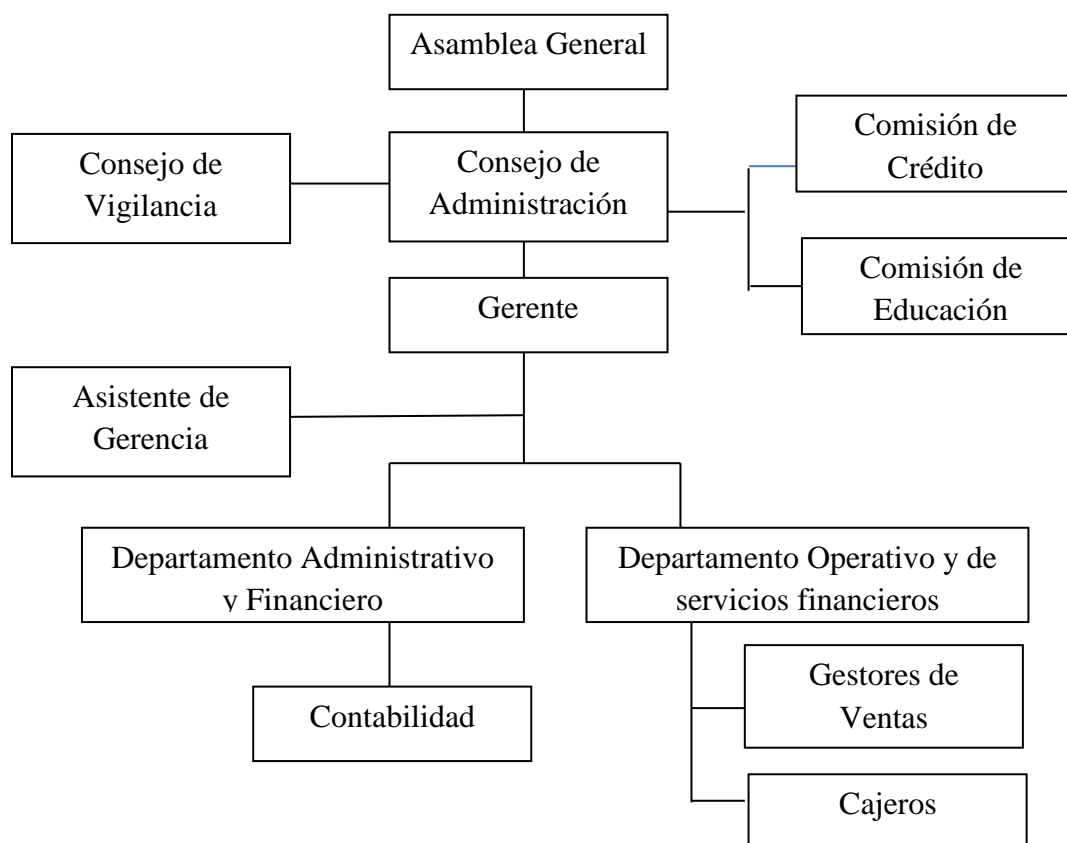 Asamblea General
Comisión de
Crédito
Consejo de
Vigilancia
Consejo de
Administración
Comisión de
Educación
Gerente
Asistente de
Gerencia
Departamento Administrativo
y Financiero
Departamento Operativo y de
servicios financieros
Gestores de
Ventas
Contabilidad
Cajeros